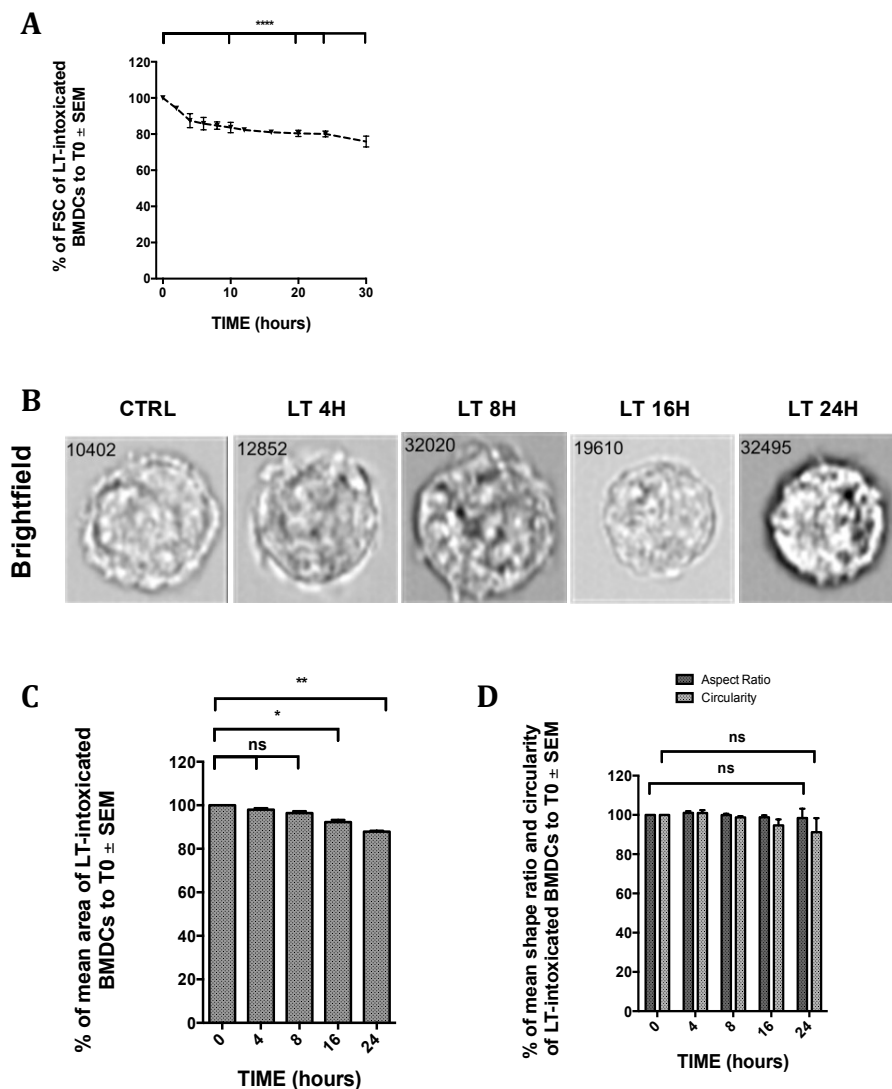 A
****
% of FSC of LT-intoxicated
BMDCs to T0 ± SEM
120
100
80
60
40
20
0
0
10
20
30
TIME (hours)
B
CTRL
LT 4H
LT 8H
LT 16H
LT 24H
Brightfield
10402
12852
32020
19610
32495
C
**
*
ns
% of mean area of LT-intoxicated
BMDCs to T0 ± SEM
120
100
80
60
40
20
0
0
4
8
16
24
TIME (hours)
D
Aspect Ratio
Circularity
ns
ns
% of mean shape ratio and circularity
of LT-intoxicated BMDCs to T0 ± SEM
120
100
80
60
40
20
0
0
4
8
16
24
TIME (hours)